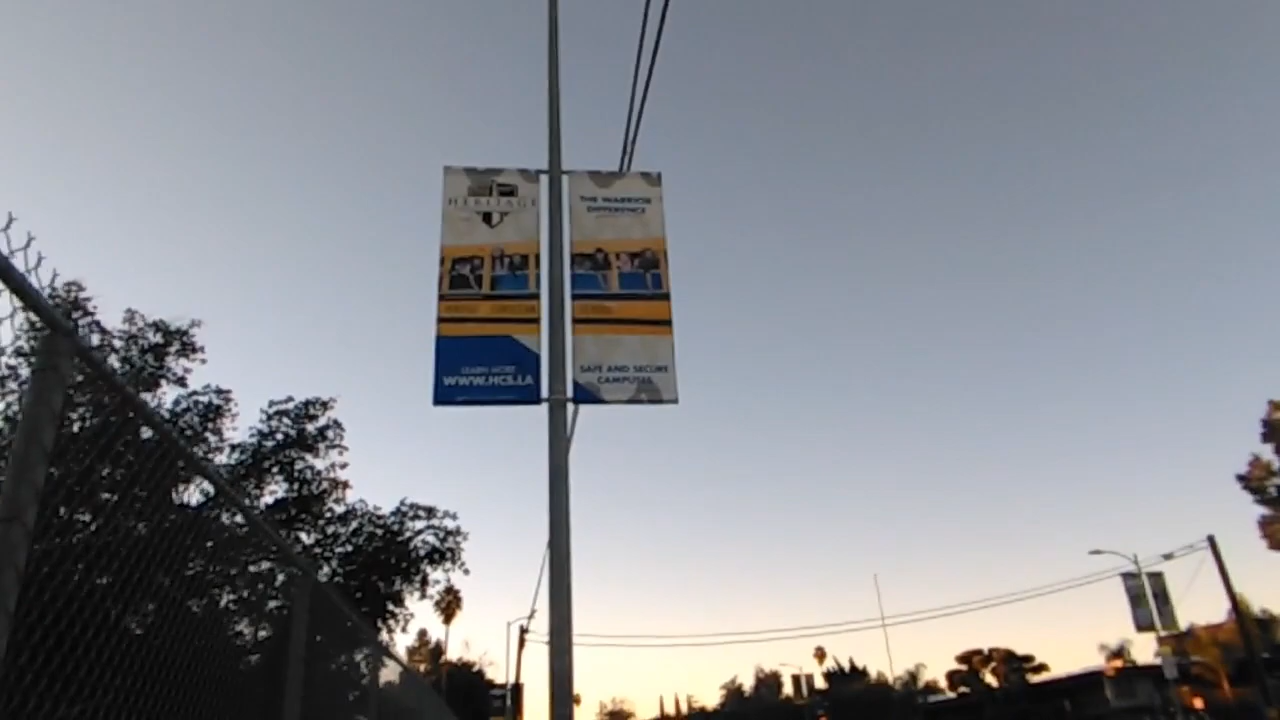 HERITAGE
LEARN MORE
WWW.HCS.LA
THE WARRIOR
DIFFERENCE
SAFE AND SECURE
CAMPUSES